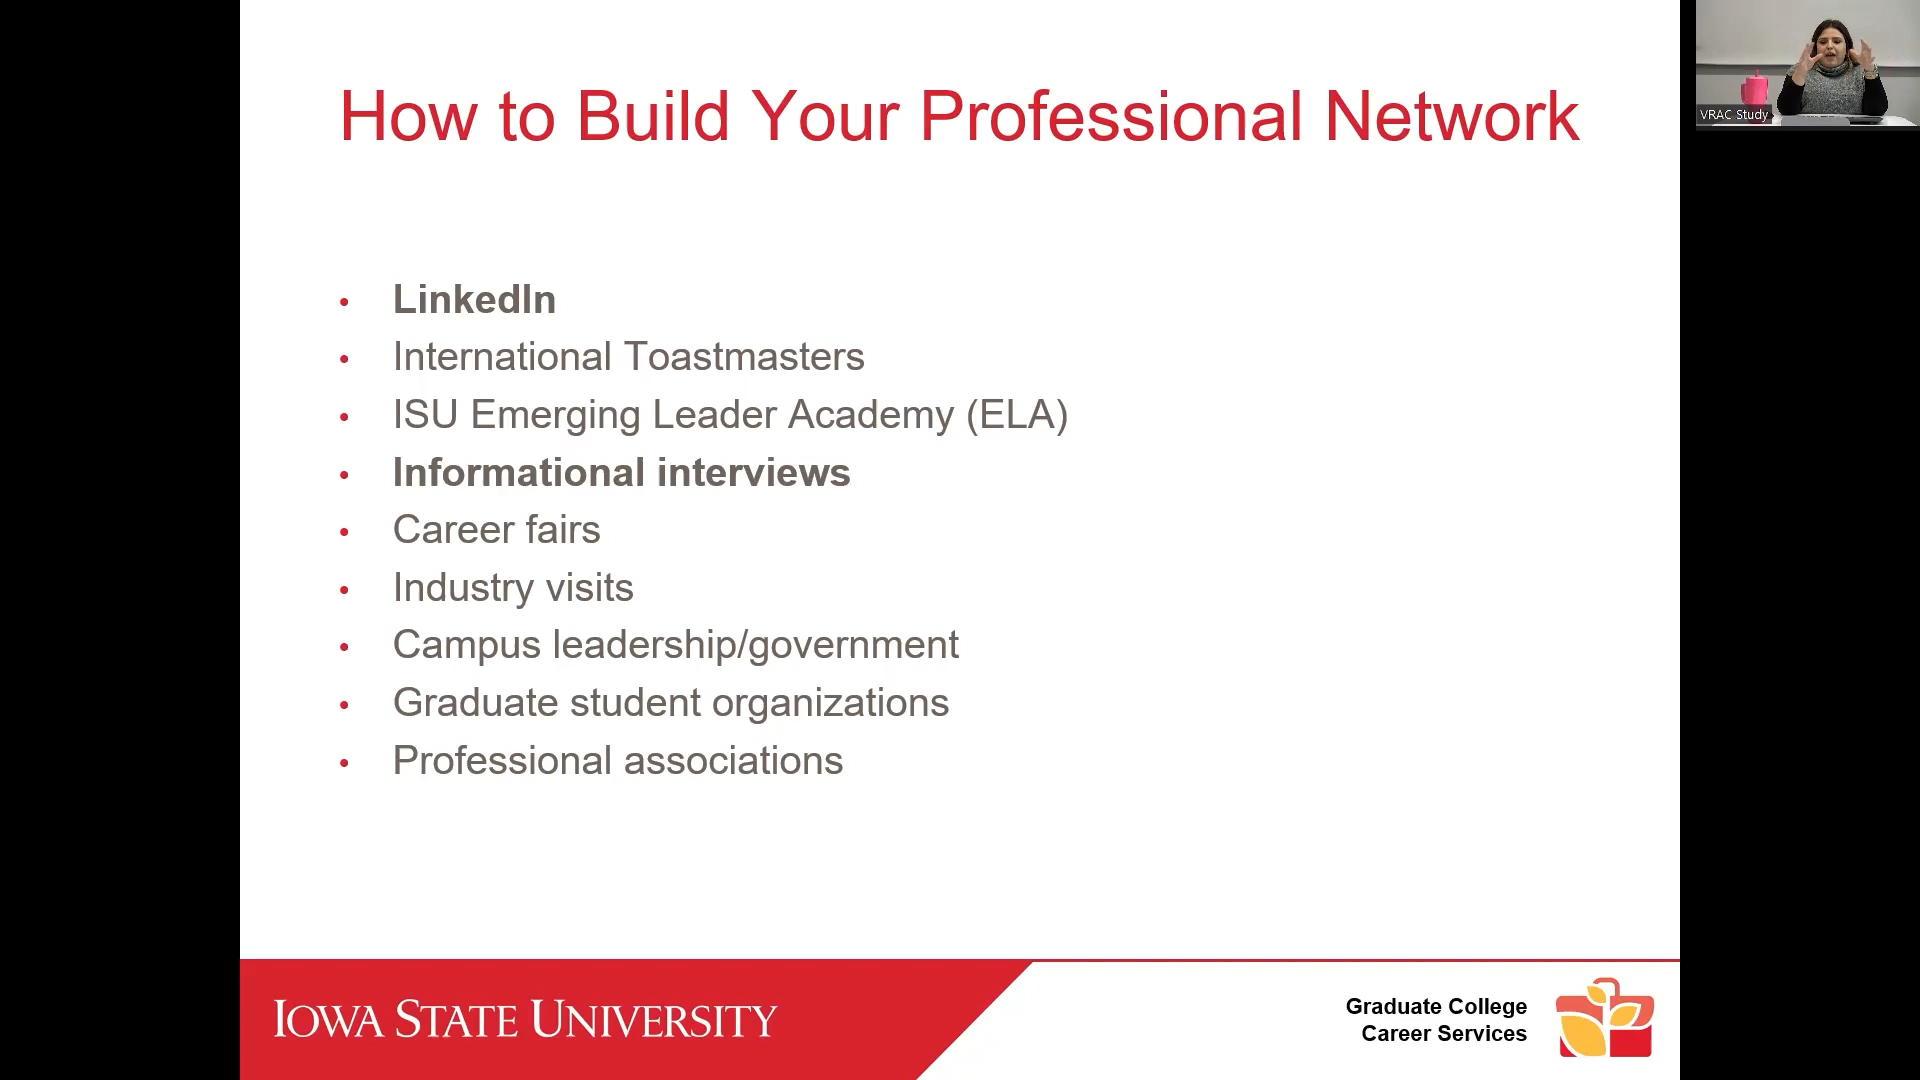 How to Build Your Professional Network
VRAC Study
• LinkedIn
• International Toastmasters
• ISU Emerging Leader Academy (ELA)
• Informational interviews
• Career fairs
• Industry visits
• Campus leadership/government
• Graduate student organizations
• Professional associations
IOWA STATE UNIVERSITY
Graduate College
Career Services